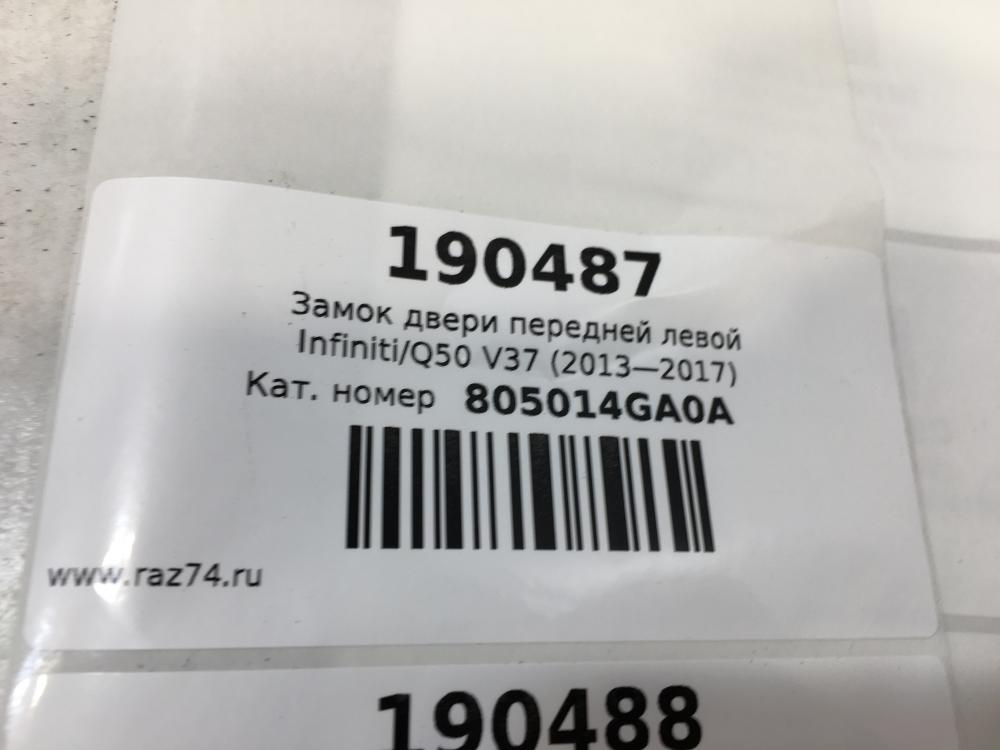 190487
Замок двери передней левой
Infiniti/Q50 V37 (2013—2017)
Кат. номер 805014GA0A
www.raz74.ru
190488